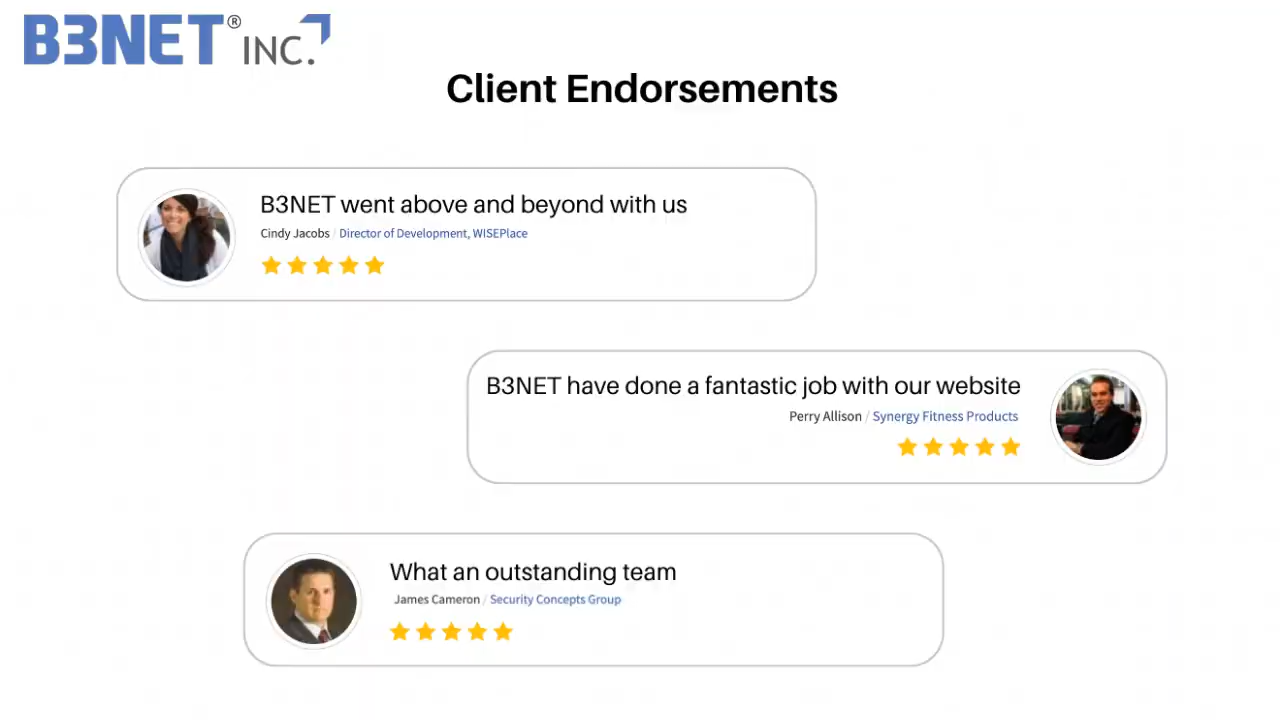 B3NET® INC.
Client Endorsements
B3NET went above and beyond with us
Cindy Jacobs / Director of Development, WISEPlace
B3NET have done a fantastic job with our website
Perry Allison / Synergy Fitness Products
What an outstanding team
James Cameron / Security Concepts Group